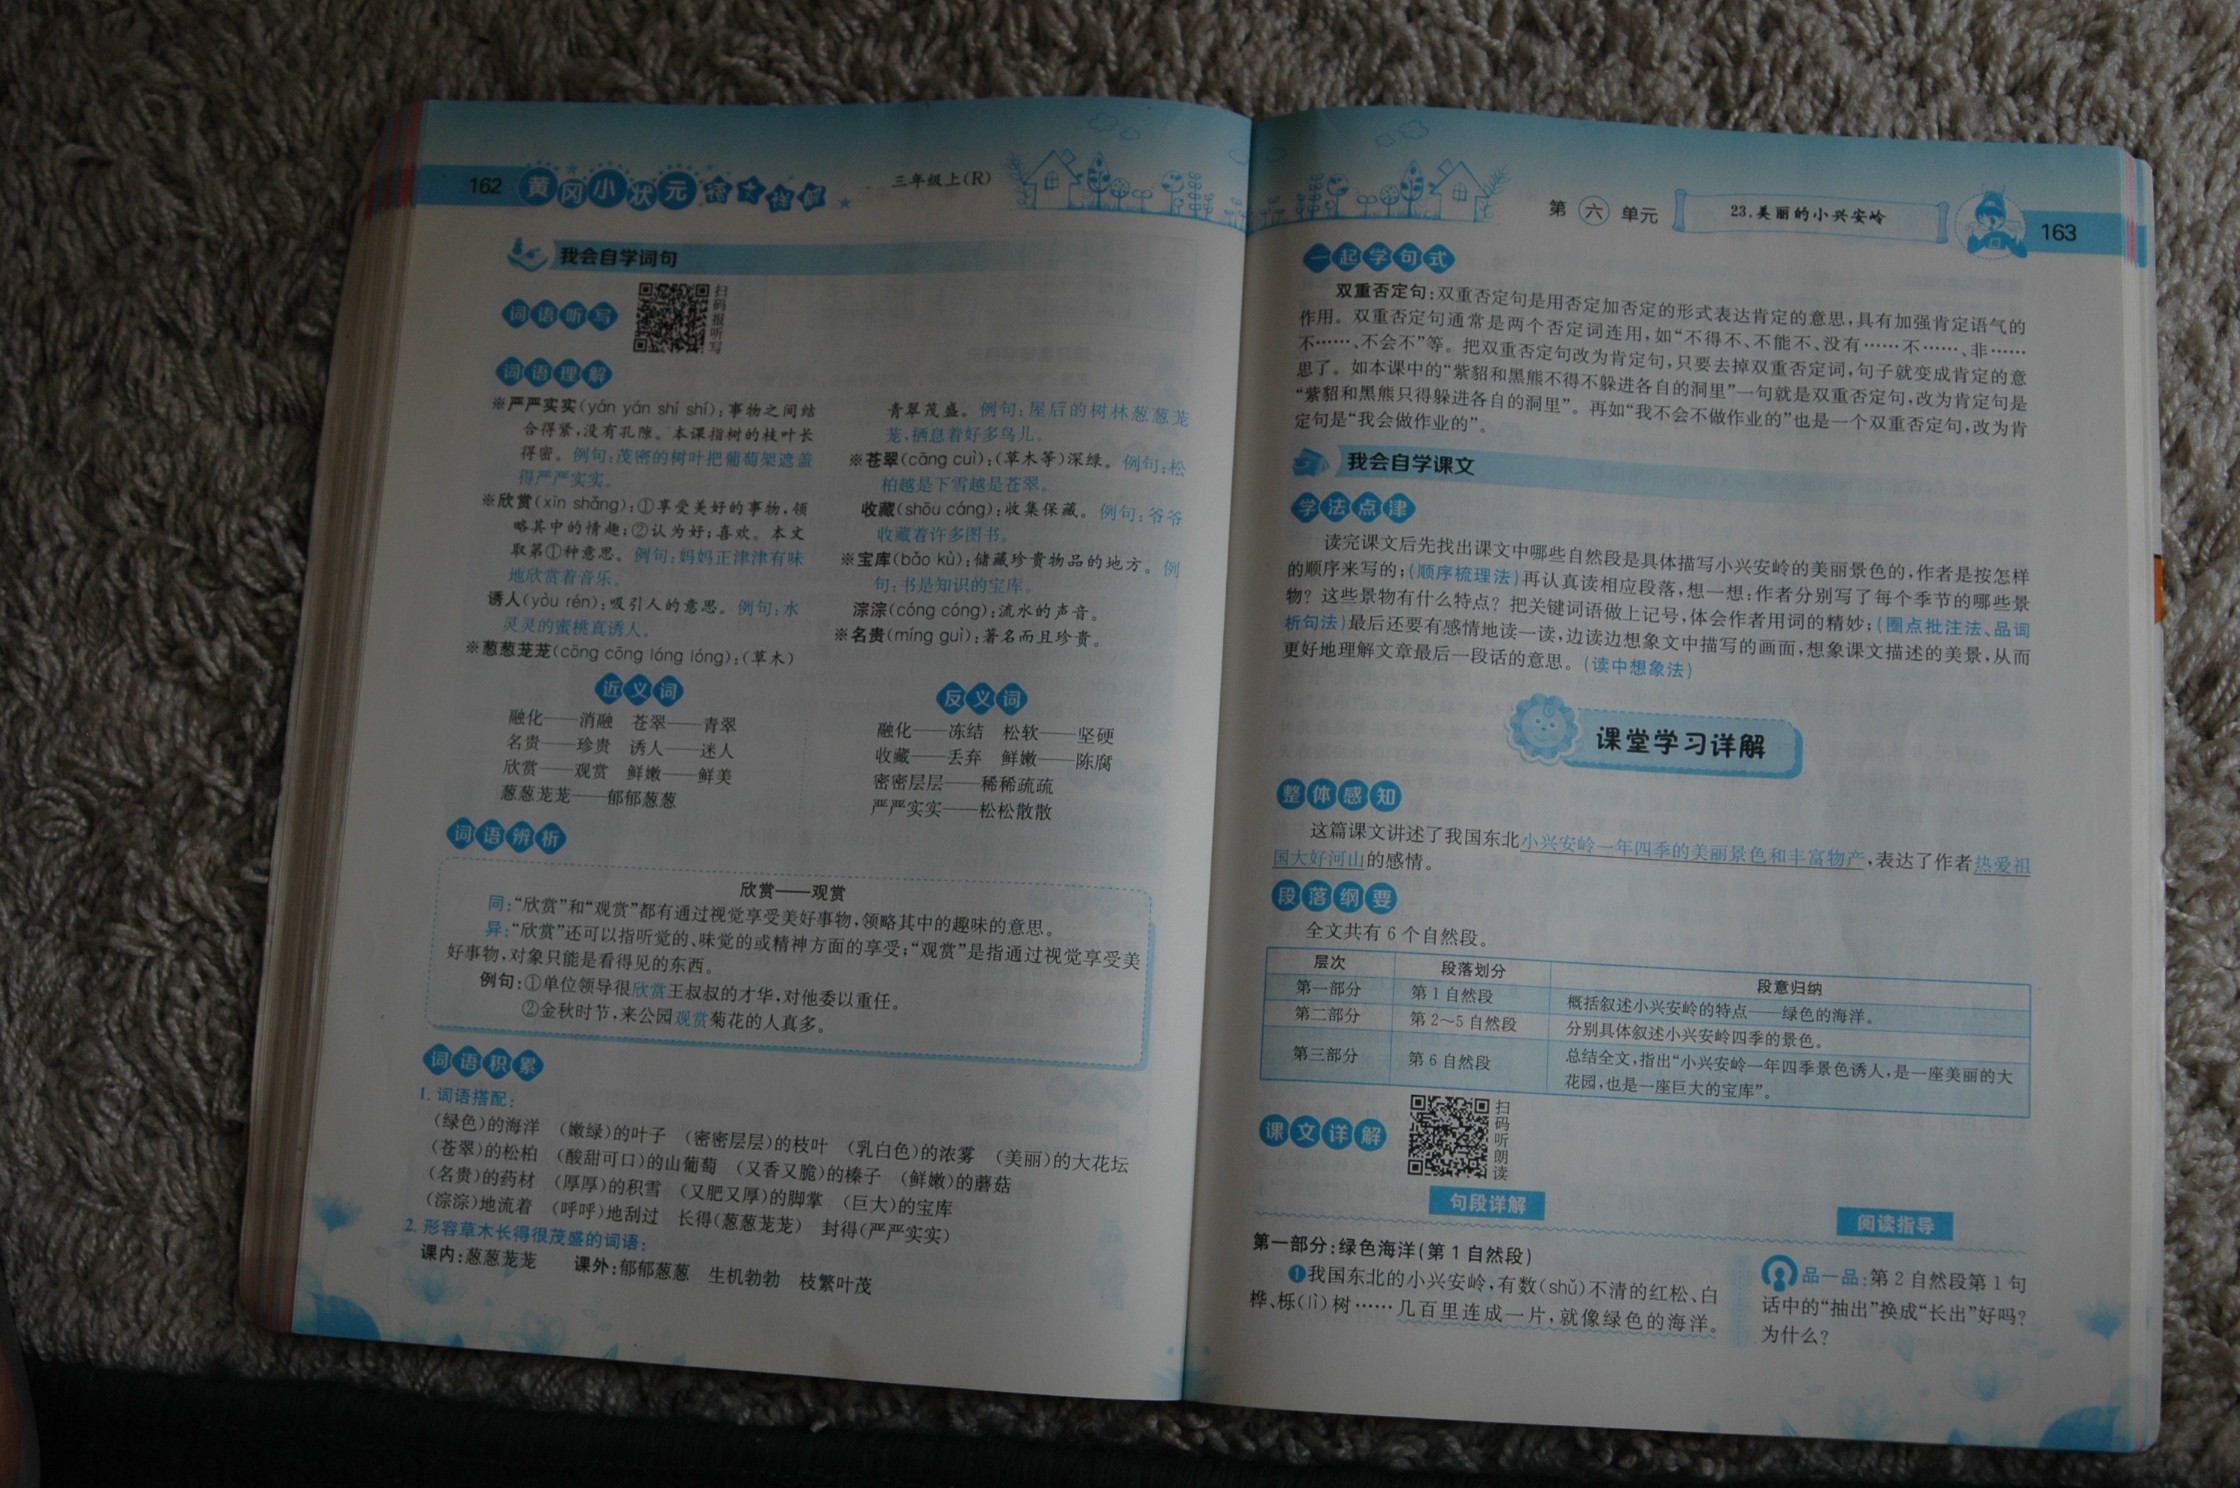 162 黄冈小状元 详解 三年级上(R)
我会自学词句
词语听写
扫码报听写
词语理解
※严严实实(yán yán shí shí):事物之间结
合得紧,没有孔隙。本课指树的枝叶长
得密。例句:茂密的树叶把葡萄架遮盖
得严严实实。
※欣赏(xīn shǎng):①享受美好的事物,领
略其中的情趣;②认为好;喜欢。本文
取第①种意思。例句:妈妈正津津有味
地欣赏着音乐。
诱人(yòu rén):吸引人的意思。例句:水
灵灵的蜜桃真诱人。
※葱葱茏茏(cōng cōng lóng lóng):(草木)
青翠茂盛。例句:屋后的树林葱葱茏
茏,栖息着好多鸟儿。
※苍翠(cāng cuì):(草木等)深绿。例句:松
柏越是下雪越是苍翠。
收藏(shōu cáng):收集保藏。例句:爷爷
收藏着许多图书。
※宝库(bǎo kù):储藏珍贵物品的地方。例
句:书是知识的宝库。
淙淙(cóng cóng):流水的声音。
※名贵(míng guì):著名而且珍贵。
近义词
融化——消融 苍翠——青翠
名贵——珍贵 诱人——迷人
欣赏——观赏 鲜嫩——鲜美
葱葱茏茏——郁郁葱葱
反义词
融化——冻结 松软——坚硬
收藏——丢弃 鲜嫩——陈腐
密密层层——稀稀疏疏
严严实实——松松散散
词语辨析
欣赏——观赏
同:“欣赏”和“观赏”都有通过视觉享受美好事物,领略其中的趣味的意思。
异:“欣赏”还可以指听觉的、味觉的或精神方面的享受;“观赏”是指通过视觉享受美
好事物,对象只能是看得见的东西。
例句:①单位领导很欣赏王叔叔的才华,对他委以重任。
②金秋时节,来公园观赏菊花的人真多。
词语积累
1.词语搭配:
(绿色)的海洋 (嫩绿)的叶子 (密密层层)的枝叶 (乳白色)的浓雾 (美丽)的大花坛
(苍翠)的松柏 (酸甜可口)的山葡萄 (又香又脆)的榛子 (鲜嫩)的蘑菇
(名贵)的药材 (厚厚)的积雪 (又肥又厚)的脚掌 (巨大)的宝库
(淙淙)地流着 (呼呼)地刮过 长得(葱葱茏茏) 封得(严严实实)
2.形容草木长得很茂盛的词语:
课内:葱葱茏茏 课外:郁郁葱葱 生机勃勃 枝繁叶茂
第六单元 23.美丽的小兴安岭 163
一起学句式
双重否定句:双重否定句是用否定加否定的形式表达肯定的意思,具有加强肯定语气的
作用。双重否定句通常是两个否定词连用,如“不得不、不能不、没有……不……、非……
不……、不会不”等。把双重否定句改为肯定句,只要去掉双重否定词,句子就变成肯定的意
思了。如本课中的“紫貂和黑熊不得不躲进各自的洞里”一句就是双重否定句,改为肯定句是
“紫貂和黑熊只得躲进各自的洞里”。再如“我不会不做作业的”也是一个双重否定句,改为肯
定句是“我会做作业的”。
我会自学课文
学法点津
读完课文后先找出课文中哪些自然段是具体描写小兴安岭的美丽景色的,作者是按怎样
的顺序来写的;(顺序梳理法)再认真读相应段落,想一想:作者分别写了每个季节的哪些景
物?这些景物有什么特点?把关键词语做上记号,体会作者用词的精妙;(圈点批注法、品词
析句法)最后还要有感情地读一读,边读边想象文中描写的画面,想象课文描述的美景,从而
更好地理解文章最后一段话的意思。(读中想象法)
课堂学习详解
整体感知
这篇课文讲述了我国东北小兴安岭一年四季的美丽景色和丰富物产,表达了作者热爱祖
国大好河山的感情。
段落纲要
全文共有6个自然段。
层次 段落划分 段意归纳
第一部分 第1自然段 概括叙述小兴安岭的特点——绿色的海洋。
第二部分 第2~5自然段 分别具体叙述小兴安岭四季的景色。
第三部分 第6自然段 总结全文,指出“小兴安岭一年四季景色诱人,是一座美丽的大
花园,也是一座巨大的宝库”。
课文详解
扫码听朗读
句段详解
阅读指导
第一部分:绿色海洋(第1自然段)
❶我国东北的小兴安岭,有数(shǔ)不清的红松、白
桦、栎(lì)树……几百里连成一片,就像绿色的海洋。
品一品:第2自然段第1句
话中的“抽出”换成“长出”好吗?
为什么?